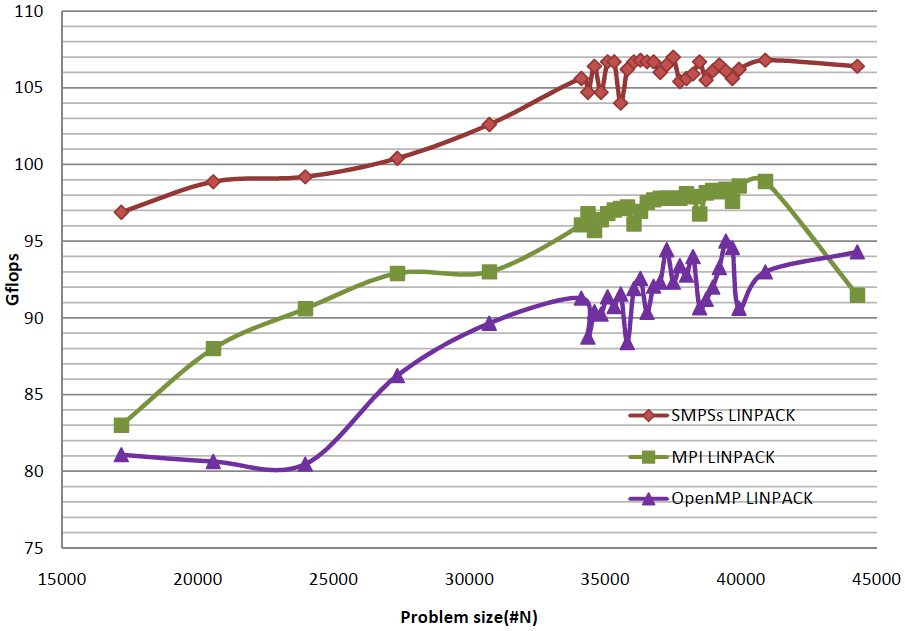 110
105
100
95
90
85
80
75
Gflops
15000 20000 25000 30000 35000 40000 45000
Problem size(#N)
SMPSs LINPACK
MPI LINPACK
OpenMP LINPACK